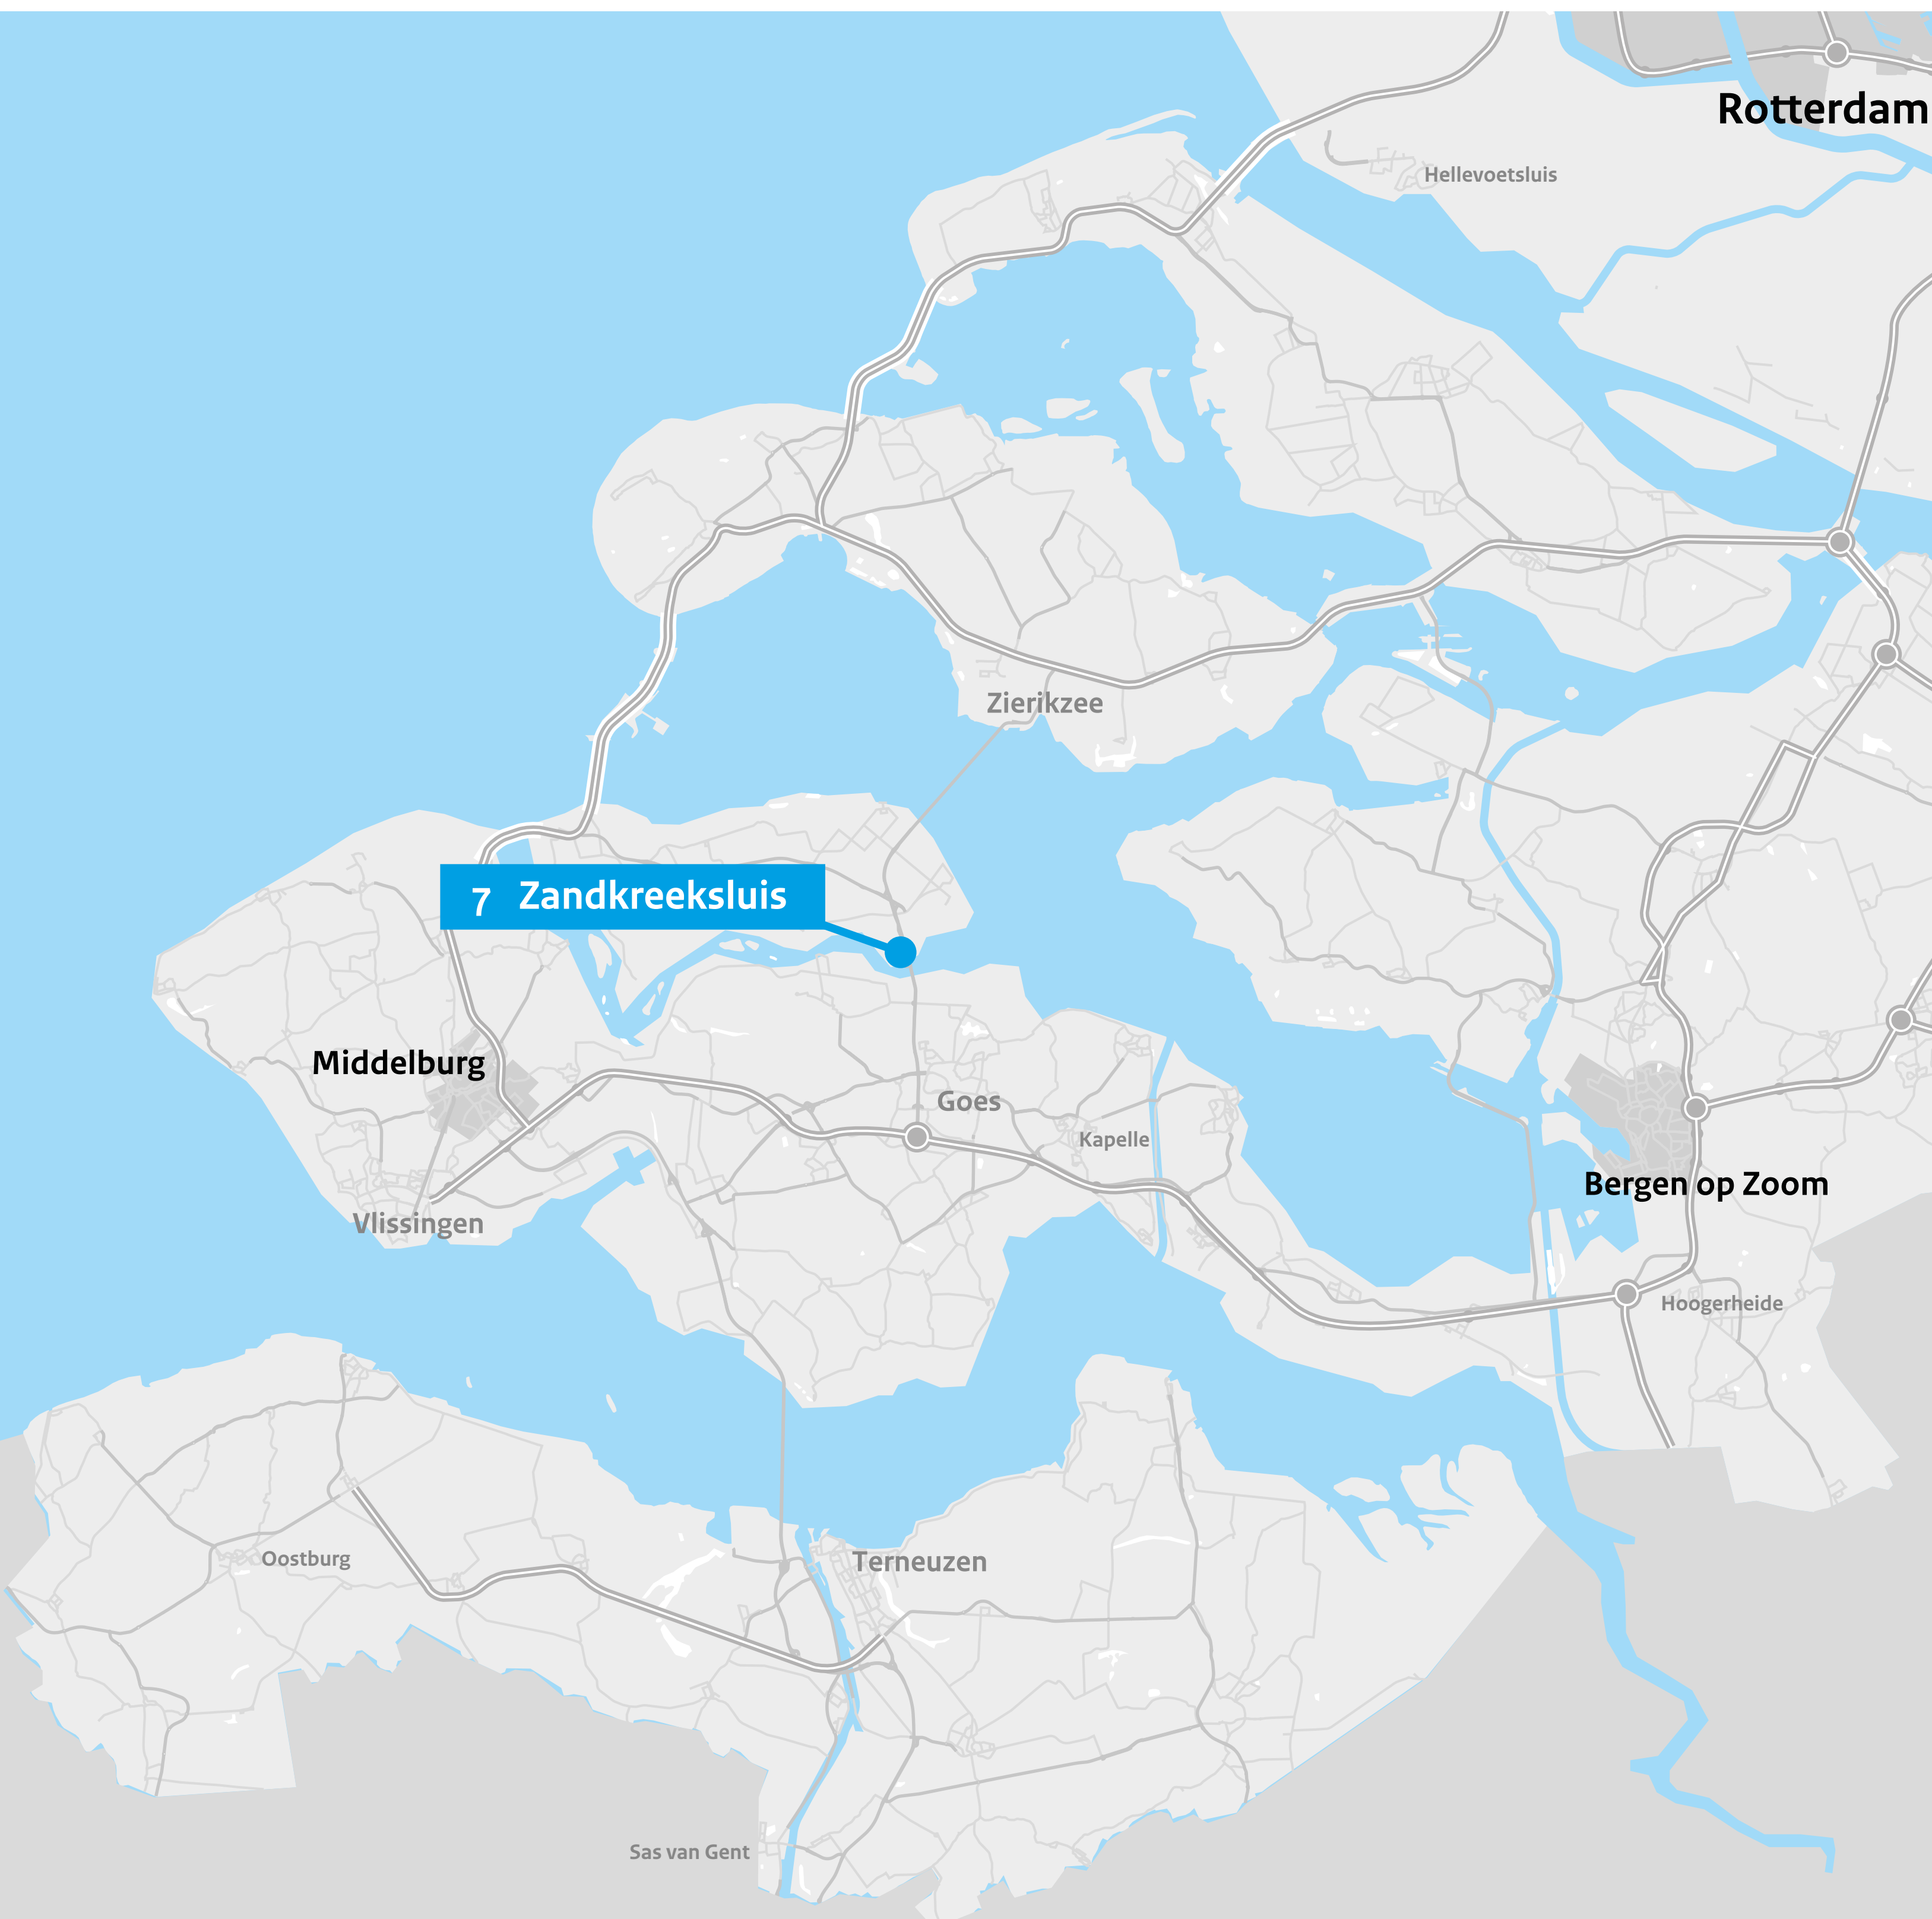 Rotterdam
Hellevoetsluis
Zierikzee
7 Zandkreeksluis
Middelburg
Goes
Kapelle
Bergen op Zoom
Vlissingen
Hoogerheide
Oostburg
Terneuzen
Sas van Gent